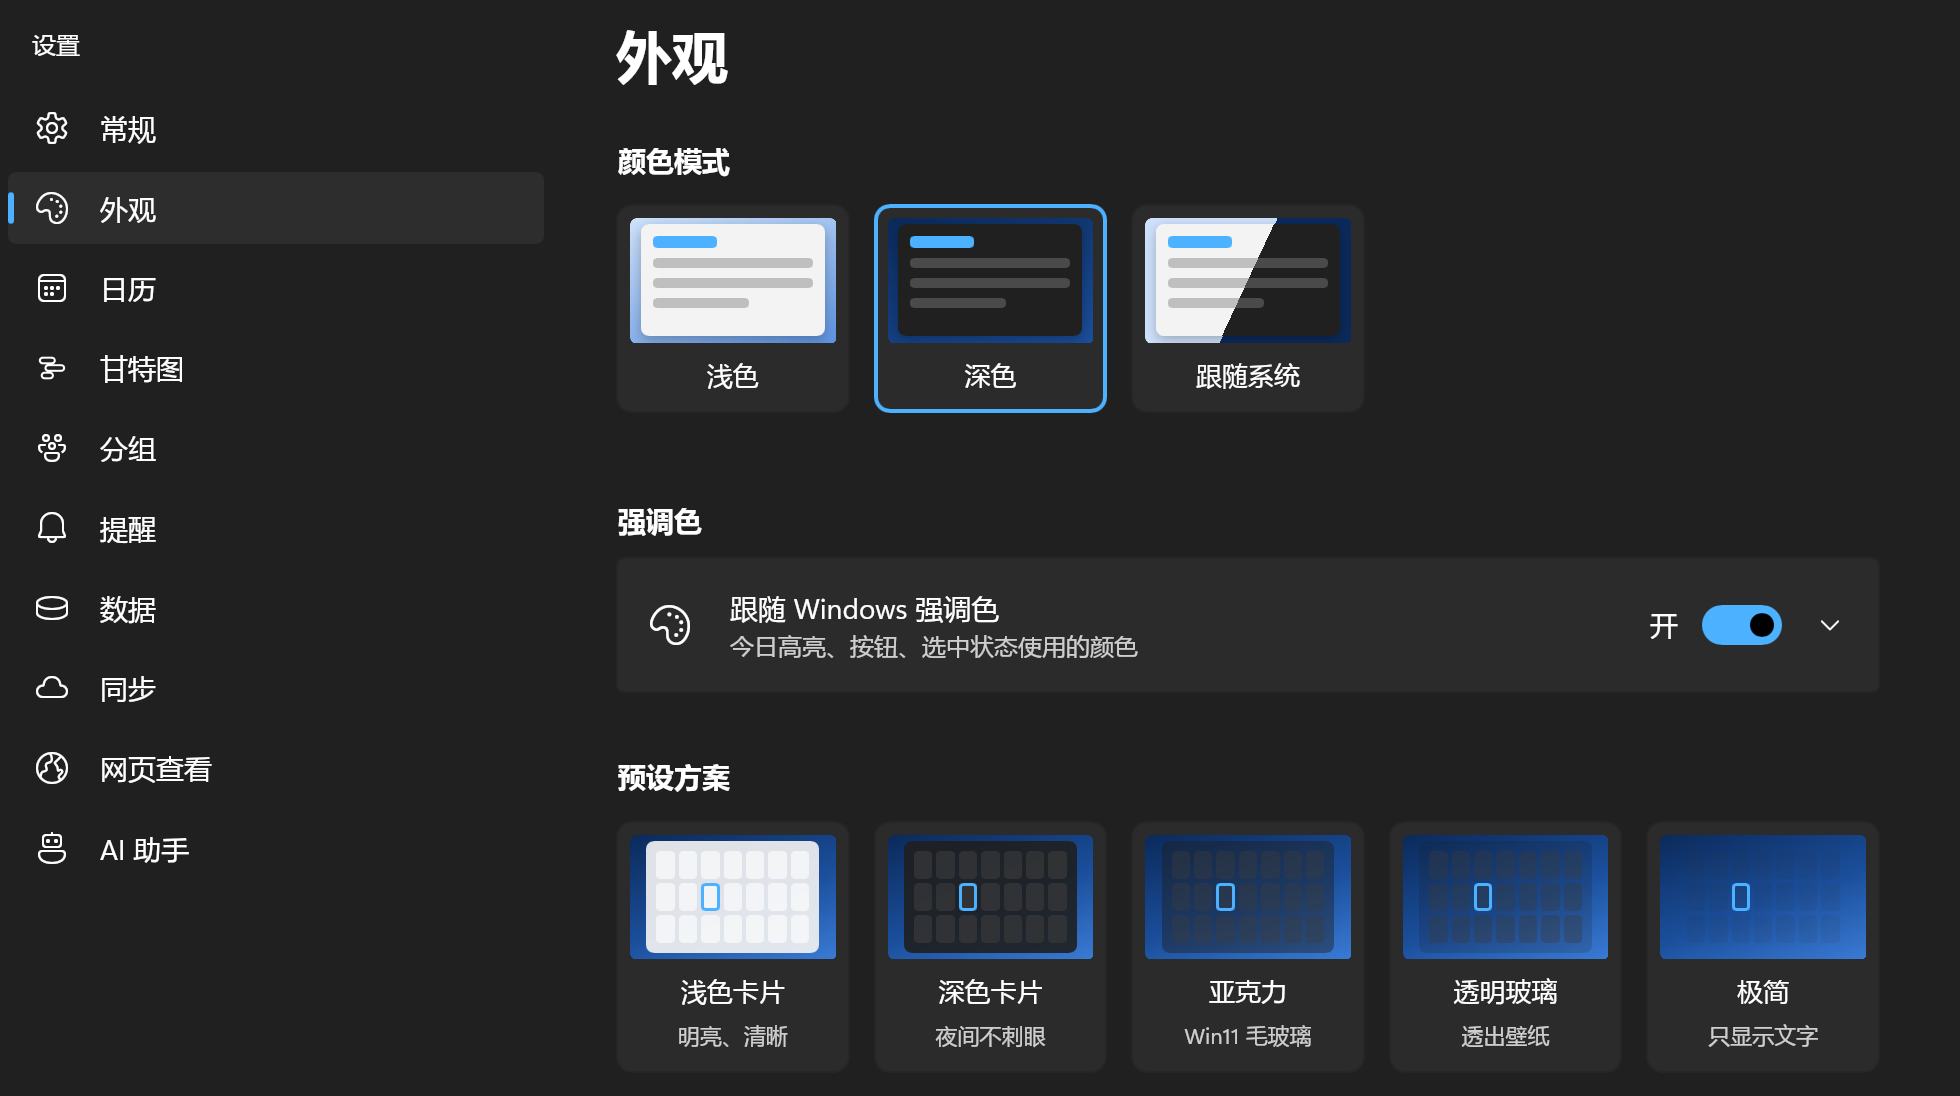 设置
常规
外观
日历
甘特图
分组
提醒
数据
同步
网页查看
AI 助手
外观
颜色模式
浅色
深色
跟随系统
强调色
跟随 Windows 强调色
今日高亮、按钮、选中状态使用的颜色
开
预设方案
浅色卡片
明亮、清晰
深色卡片
夜间不刺眼
亚克力
Win11 毛玻璃
透明玻璃
透出壁纸
极简
只显示文字